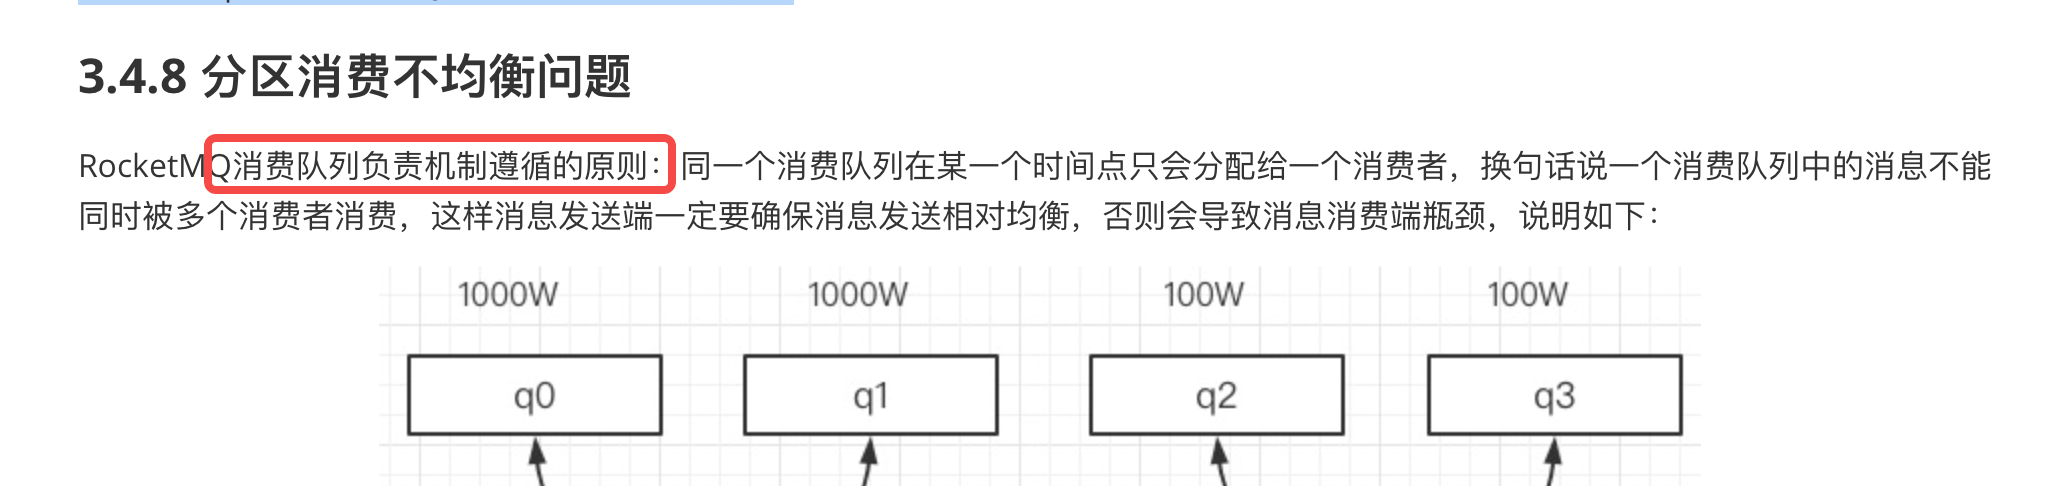 3.4.8 分区消费不均衡问题
RocketMQ消费队列负责机制遵循的原则：同一个消费队列在某一个时间点只会分配给一个消费者，换句话说一个消费队列中的消息不能
同时被多个消费者消费，这样消息发送端一定要确保消息发送相对均衡，否则会导致消息消费端瓶颈，说明如下：
1000W 1000W 100W 100W
q0 q1 q2 q3